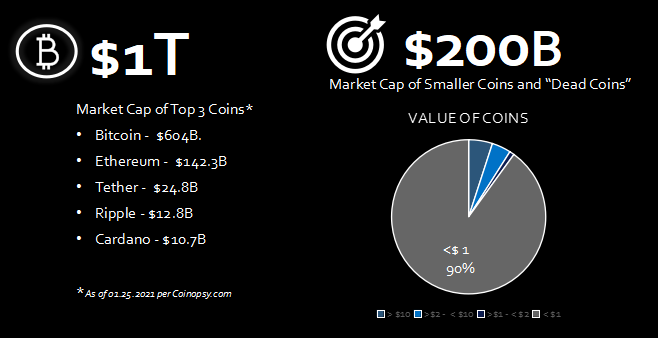 $1T
Market Cap of Top 3 Coins*
• Bitcoin - $604B.
• Ethereum - $142.3B
• Tether - $24.8B
• Ripple - $12.8B
• Cardano - $10.7B
* As of 01.25.2021 per Coinopsy.com
$200B
Market Cap of Smaller Coins and “Dead Coins”
VALUE OF COINS
<$ 1
90%
> $10 >$2 - < $10 >$1 - < $2 < $1